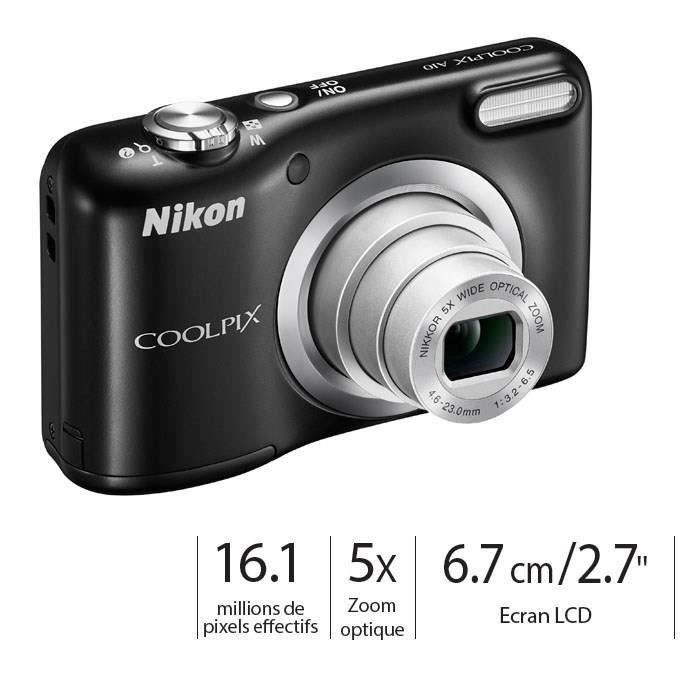 COOLPIX A10
ON/
OFF
W
T
?
Nikon
COOLPIX
NIKKOR 5X WIDE OPTICAL ZOOM
4.6-23.0mm 1:3.2-6.5
16.1
millions de
pixels effectifs
5x
Zoom
optique
6.7 cm/2.7"
Ecran LCD